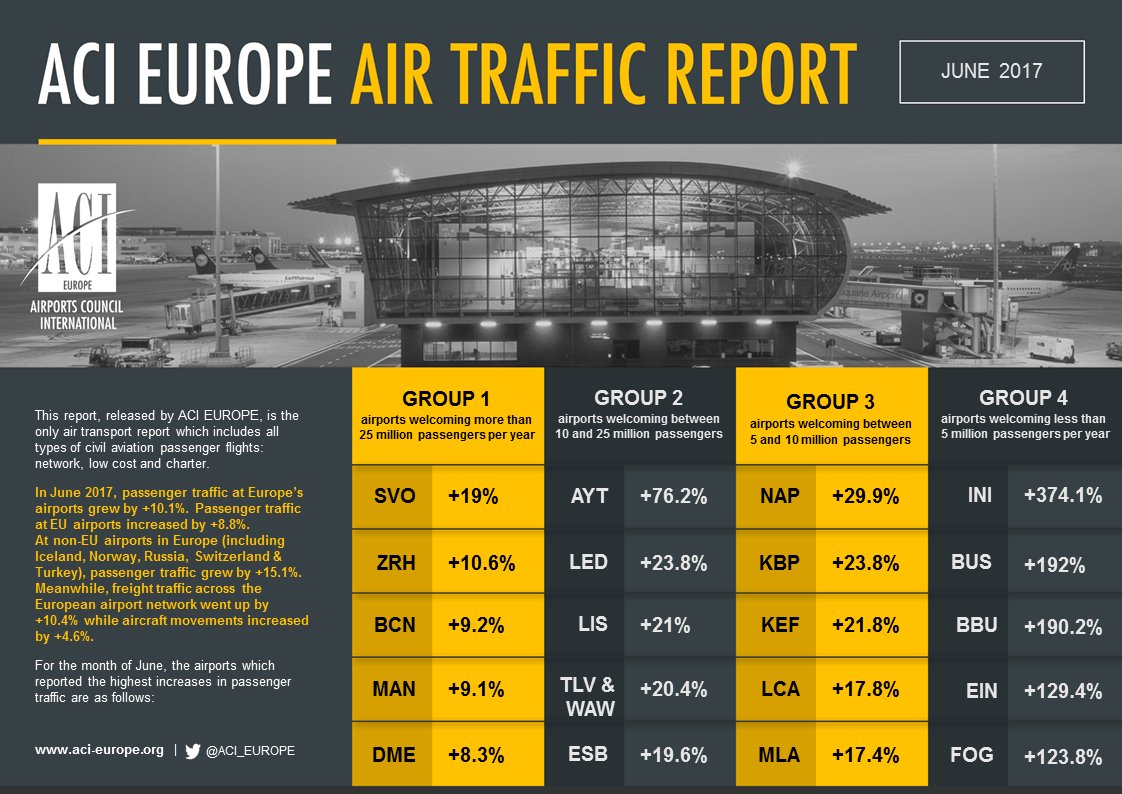 ACI EUROPE AIR TRAFFIC REPORT
JUNE 2017
ACI
EUROPE
AIRPORTS COUNCIL
INTERNATIONAL
Lufthansa
This report, released by ACI EUROPE, is the
only air transport report which includes all
types of civil aviation passenger flights:
network, low cost and charter.
In June 2017, passenger traffic at Europe's
airports grew by +10.1%. Passenger traffic
at EU airports increased by +8.8%.
At non-EU airports in Europe (including
Iceland, Norway, Russia, Switzerland &
Turkey), passenger traffic grew by +15.1%.
Meanwhile, freight traffic across the
European airport network went up by
+10.4% while aircraft movements increased
by +4.6%.
For the month of June, the airports which
reported the highest increases in passenger
traffic are as follows:
www.aci-europe.org | @ACI_EUROPE
GROUP 1
airports welcoming more than
25 million passengers per year
SVO +19%
ZRH +10.6%
BCN +9.2%
MAN +9.1%
DME +8.3%
GROUP 2
airports welcoming between
10 and 25 million passengers
AYT +76.2%
LED +23.8%
LIS +21%
TLV &
WAW +20.4%
ESB +19.6%
GROUP 3
airports welcoming between
5 and 10 million passengers
NAP +29.9%
KBP +23.8%
KEF +21.8%
LCA +17.8%
MLA +17.4%
GROUP 4
airports welcoming less than
5 million passengers per year
INI +374.1%
BUS +192%
BBU +190.2%
EIN +129.4%
FOG +123.8%